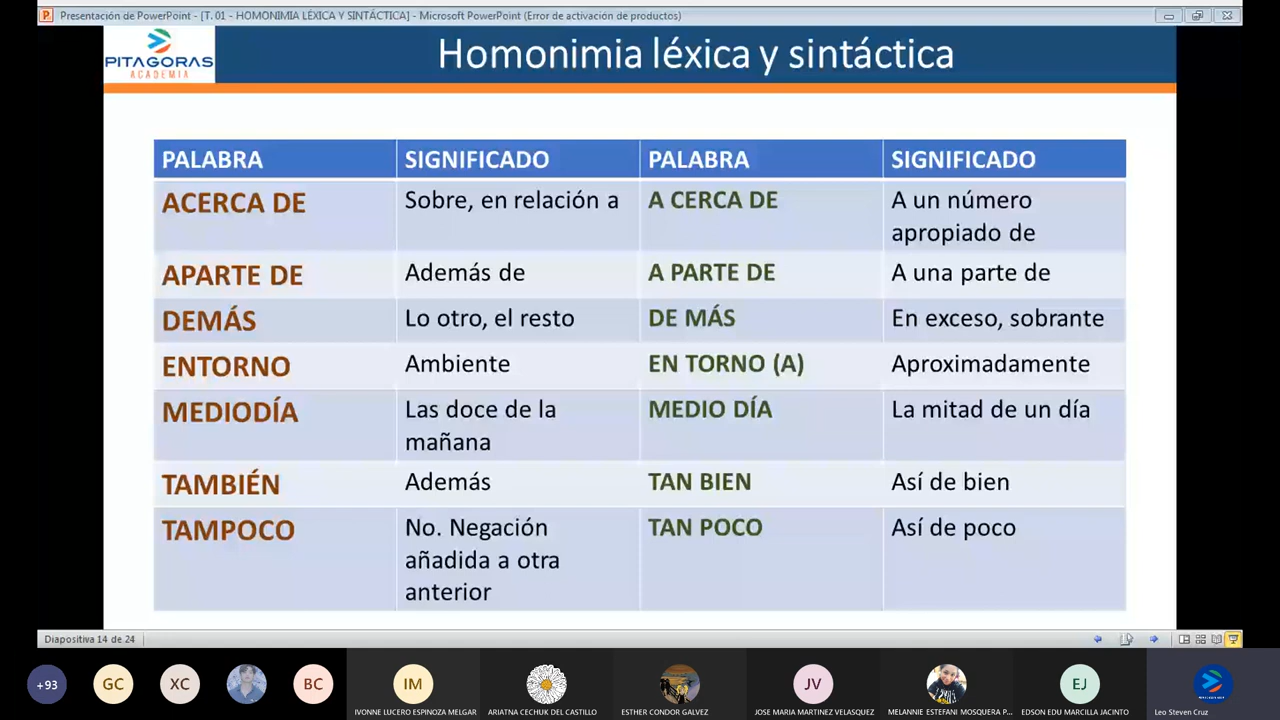 Presentación de PowerPoint - [T. 01 - HOMONIMIA LÉXICA Y SINTÁCTICA] - Microsoft PowerPoint (Error de activación de productos)
PITAGORAS
ACADEMIA
Homonimia léxica y sintáctica
PALABRA SIGNIFICADO PALABRA SIGNIFICADO
ACERCA DE Sobre, en relación a A CERCA DE A un número
apropiado de
APARTE DE Además de A PARTE DE A una parte de
DEMÁS Lo otro, el resto DE MÁS En exceso, sobrante
ENTORNO Ambiente EN TORNO (A) Aproximadamente
MEDIODÍA Las doce de la MEDIO DÍA La mitad de un día
mañana
TAMBIÉN Además TAN BIEN Así de bien
TAMPOCO No. Negación TAN POCO Así de poco
añadida a otra
anterior
Diapositiva 14 de 24
+93 GC XC BC IM JV EJ
IVONNE LUCERO ESPINOZA MELGAR ARIATNA CECHUK DEL CASTILLO ESTHER CONDOR GALVEZ JOSE MARIA MARTINEZ VELASQUEZ MELANNIE ESTEFANI MOSQUERA P... EDSON EDU MARCILLA JACINTO Leo Steven Cruz